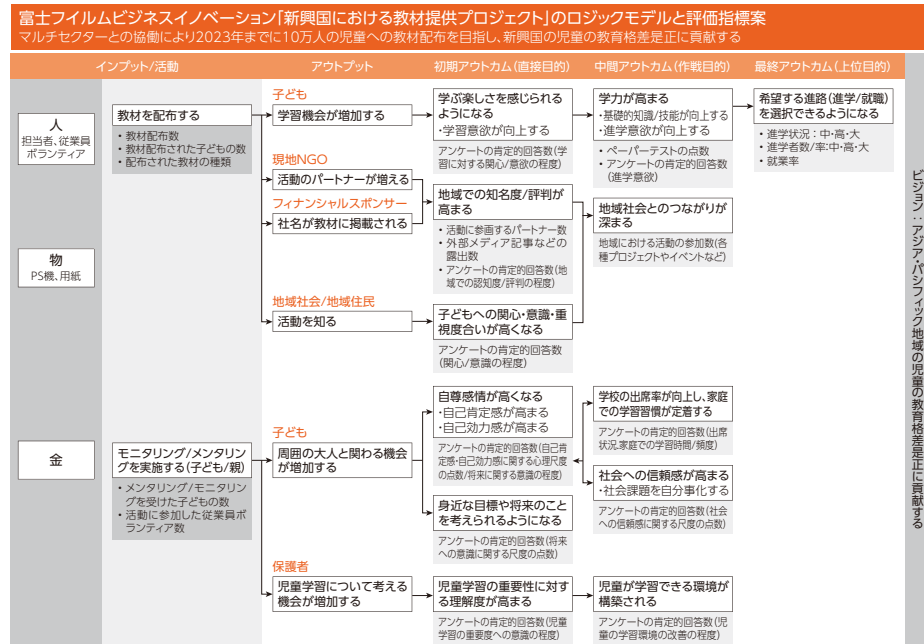 富士フイルムビジネスイノベーション「新興国における教材提供プロジェクト」のロジックモデルと評価指標案
マルチセクターとの協働により2023年までに10万人の児童への教材配布を目指し、新興国の児童の教育格差是正に貢献する
インプット/活動
アウトプット
初期アウトカム(直接目的)
中間アウトカム(作戦目的)
最終アウトカム(上位目的)
人
担当者、従業員
ボランティア
物
PS機、用紙
金
教材を配布する
・教材配布数
・教材配布された子どもの数
・配布された教材の種類
モニタリング/メンタリン
グを実施する(子ども/親)
・メンタリング/モニタリン
グを受けた子どもの数
・活動に参加した従業員ボ
ランティア数
子ども
学習機会が増加する
現地NGO
活動のパートナーが増える
フィナンシャルスポンサー
社名が教材に掲載される
地域社会/地域住民
活動を知る
子ども
周囲の大人と関わる機会
が増加する
保護者
児童学習について考える
機会が増加する
学ぶ楽しさを感じられる
ようになる
・学習意欲が向上する
アンケートの肯定的回答数(学
習に対する関心/意欲の程度)
地域での知名度/評判が
高まる
・活動に参画するパートナー数
・外部メディア記事などの
露出数
・アンケートの肯定的回答数(地
域での認知度/評判の程度)
子どもへの関心・意識・重
視度合いが高くなる
アンケートの肯定的回答数
(関心/意識の程度)
自尊感情が高くなる
・自己肯定感が高まる
・自己効力感が高まる
アンケートの肯定的回答数(自己肯
定感・自己効力感に関する心理尺度
の点数/将来に関する意識の程度)
身近な目標や将来のこと
を考えられるようになる
アンケートの肯定的回答数(将来
への意識に関する尺度の点数)
児童学習の重要性に対す
る理解度が高まる
アンケートの肯定的回答数(児童
学習の重要度への意識の程度)
学力が高まる
・基礎的知識/技能が向上する
・進学意欲が向上する
・ペーパーテストの点数
・アンケートの肯定的回答数
(進学意欲)
地域社会とのつながりが
深まる
地域における活動の参加数(各
種プロジェクトやイベントなど)
学校の出席率が向上し、家庭
での学習習慣が定着する
アンケートの肯定的回答数(出席
状況、家庭での学習時間/頻度)
社会への信頼感が高まる
・社会課題を自分事化する
アンケートの肯定的回答数(社会
への信頼感に関する尺度の点数)
児童が学習できる環境が
構築される
アンケートの肯定的回答数(児
童の学習環境の改善の程度)
希望する進路(進学/就職)
を選択できるようになる
・進学状況：中・高・大
・進学者数/率：中・高・大
・就業率
ビジョン：アジア・パシフィック地域の児童の教育格差是正に貢献する